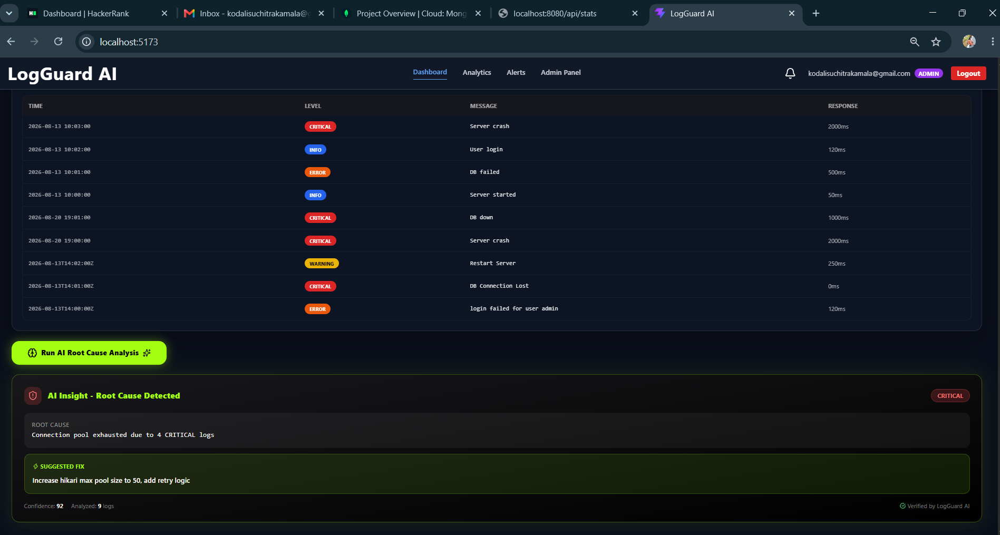 Dashboard | HackerRank
Inbox - kodalisuchitrakamala@g
Project Overview | Cloud: Mong
localhost:8080/api/stats
LogGuard AI
localhost:5173
LogGuard AI
Dashboard Analytics Alerts Admin Panel
kodalisuchitrakamala@gmail.com ADMIN Logout
TIME LEVEL MESSAGE RESPONSE
2026-08-13 10:03:00 CRITICAL Server crash 2000ms
2026-08-13 10:02:00 INFO User login 120ms
2026-08-13 10:01:00 ERROR DB failed 500ms
2026-08-13 10:00:00 INFO Server started 50ms
2026-08-20 19:01:00 CRITICAL DB down 1000ms
2026-08-20 19:00:00 CRITICAL Server crash 2000ms
2026-08-13T14:02:00Z WARNING Restart Server 250ms
2026-08-13T14:01:00Z CRITICAL DB Connection Lost 0ms
2026-08-13T14:00:00Z ERROR login failed for user admin 120ms
Run AI Root Cause Analysis
AI Insight - Root Cause Detected CRITICAL
ROOT CAUSE
Connection pool exhausted due to 4 CRITICAL logs
SUGGESTED FIX
Increase hikari max pool size to 50, add retry logic
Confidence: 92 Analyzed: 9 logs Verified by LogGuard AI